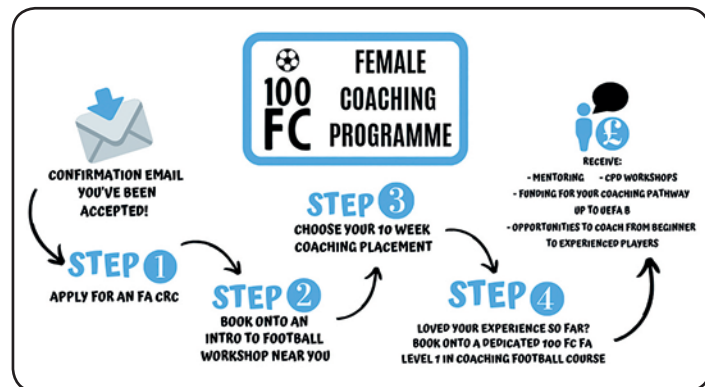 100
FC
FEMALE
COACHING
PROGRAMME
CONFIRMATION EMAIL
YOU'VE BEEN
ACCEPTED!
STEP 1
APPLY FOR AN FA CRC
STEP 2
BOOK ONTO AN
INTRO TO FOOTBALL
WORKSHOP NEAR YOU
STEP 3
CHOOSE YOUR 10 WEEK
COACHING PLACEMENT
STEP 4
LOVED YOUR EXPERIENCE SO FAR?
BOOK ONTO A DEDICATED 100 FC FA
LEVEL 1 IN COACHING FOOTBALL COURSE
£
RECEIVE:
- MENTORING - CPD WORKSHOPS
- FUNDING FOR YOUR COACHING PATHWAY
UP TO UEFA B
- OPPORTUNITIES TO COACH FROM BEGINNER
TO EXPERIENCED PLAYERS